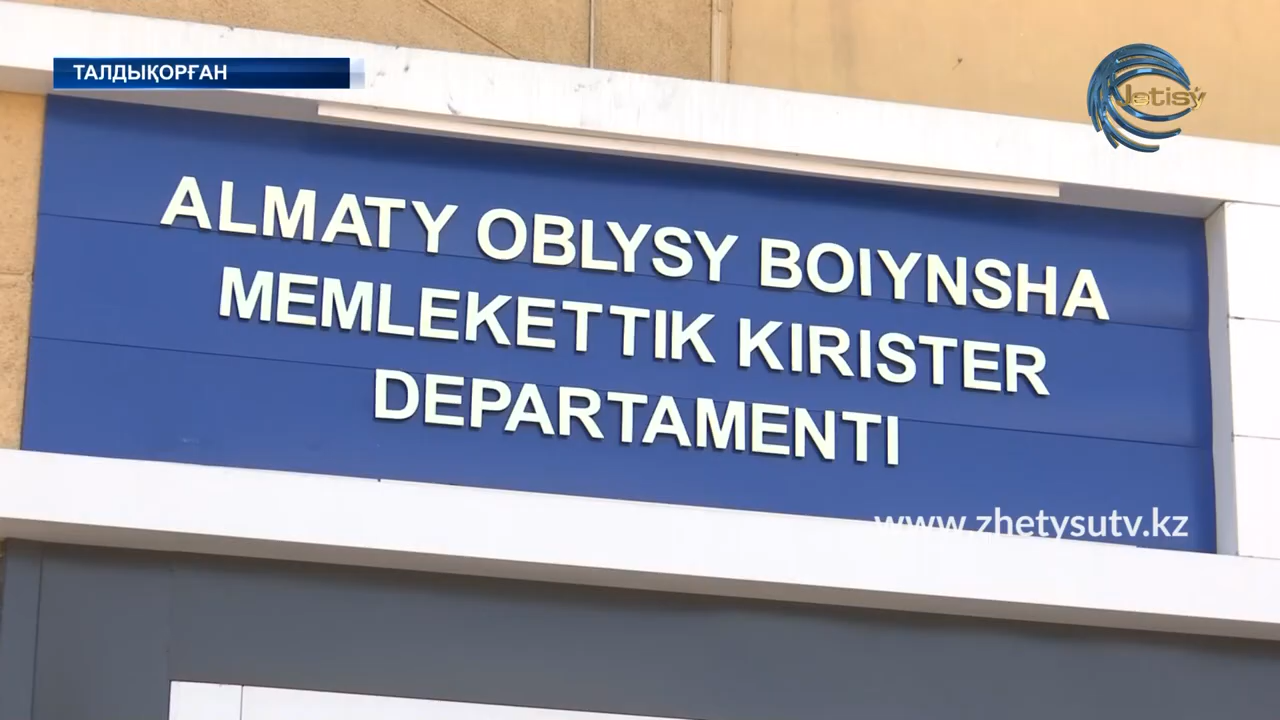 ТАЛДЫҚОРҒАН
Jetisý
ALMATY OBLYSY BOIYNSHA
MEMLEKETTIK KIRISTER
DEPARTAMENTI
www.zhetysutv.kz